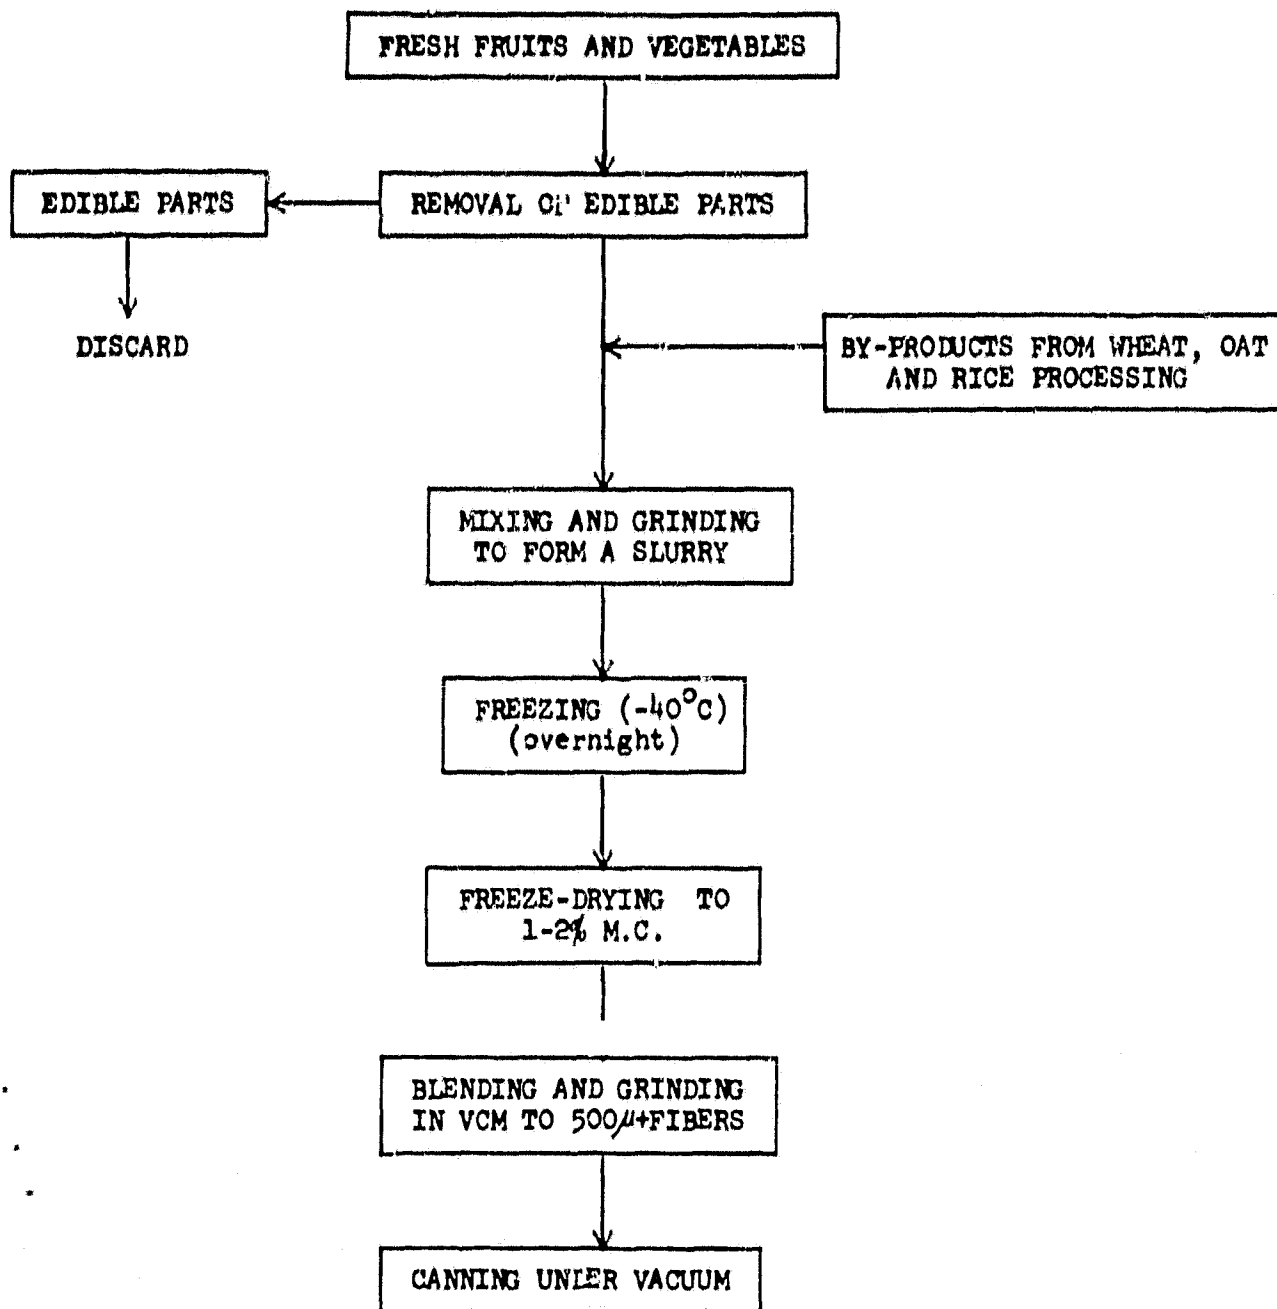 FRESH FRUITS AND VEGETABLES
EDIBLE PARTS
REMOVAL OF EDIBLE PARTS
DISCARD
BY-PRODUCTS FROM WHEAT, OAT
AND RICE PROCESSING
MIXING AND GRINDING
TO FORM A SLURRY
FREEZING (-40°C)
(overnight)
FREEZE-DRYING TO
1-2% M.C.
BLENDING AND GRINDING
IN VCM TO 500µ+FIBERS
CANNING UNDER VACUUM